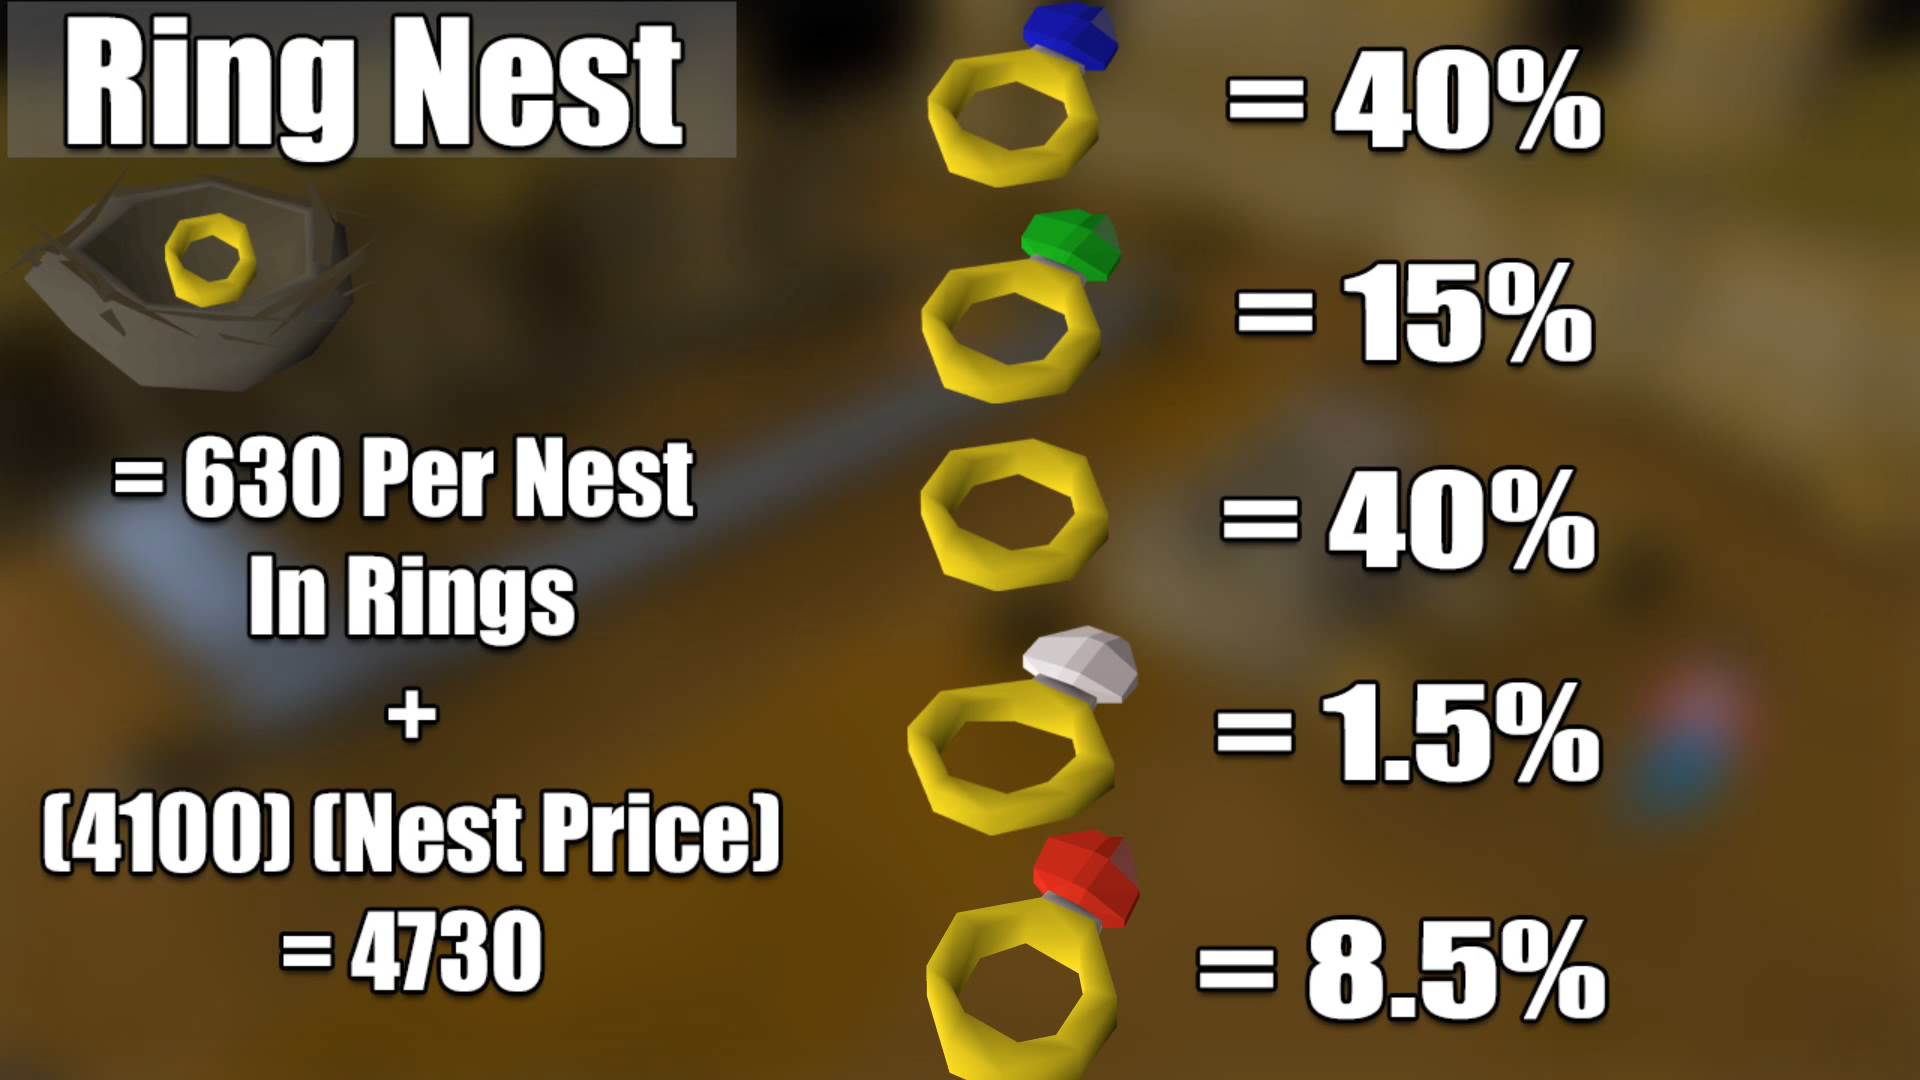 Ring Nest
= 630 Per Nest
In Rings
+
(4100) (Nest Price)
= 4730
= 40%
= 15%
= 40%
= 1.5%
= 8.5%